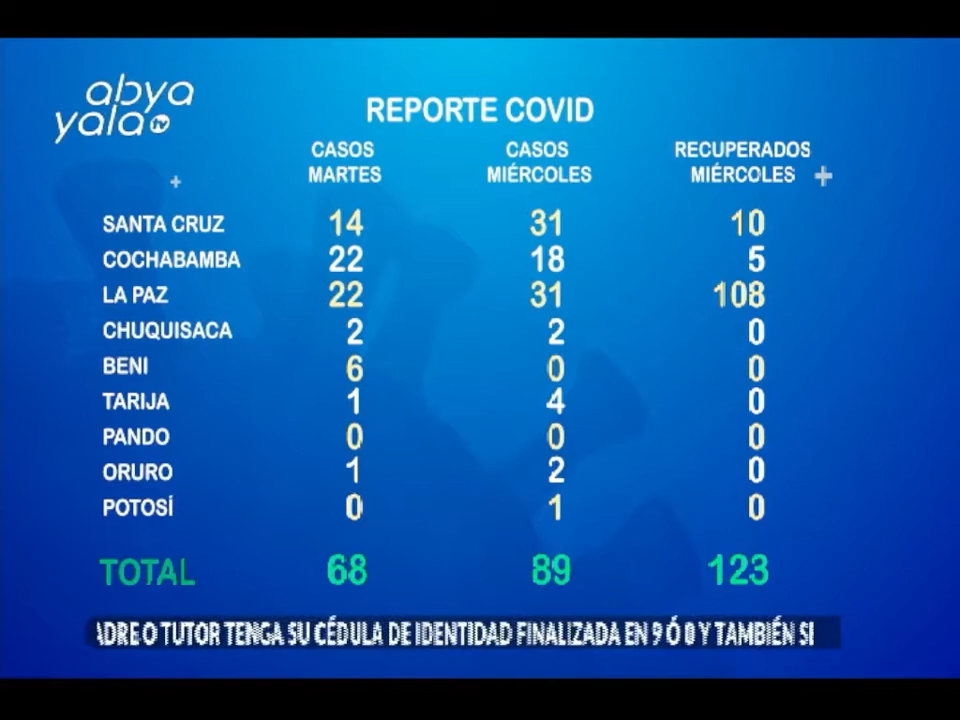 abya
yala tv
REPORTE COVID
CASOS MARTES CASOS MIÉRCOLES RECUPERADOS MIÉRCOLES
SANTA CRUZ 14 31 10
COCHABAMBA 22 18 5
LA PAZ 22 31 108
CHUQUISACA 2 2 0
BENI 6 0 0
TARIJA 1 4 0
PANDO 0 0 0
ORURO 1 2 0
POTOSÍ 0 1 0
TOTAL 68 89 123
ADRE O TUTOR TENGA SU CÉDULA DE IDENTIDAD FINALIZADA EN 9 Ó 0 Y TAMBIÉN SI